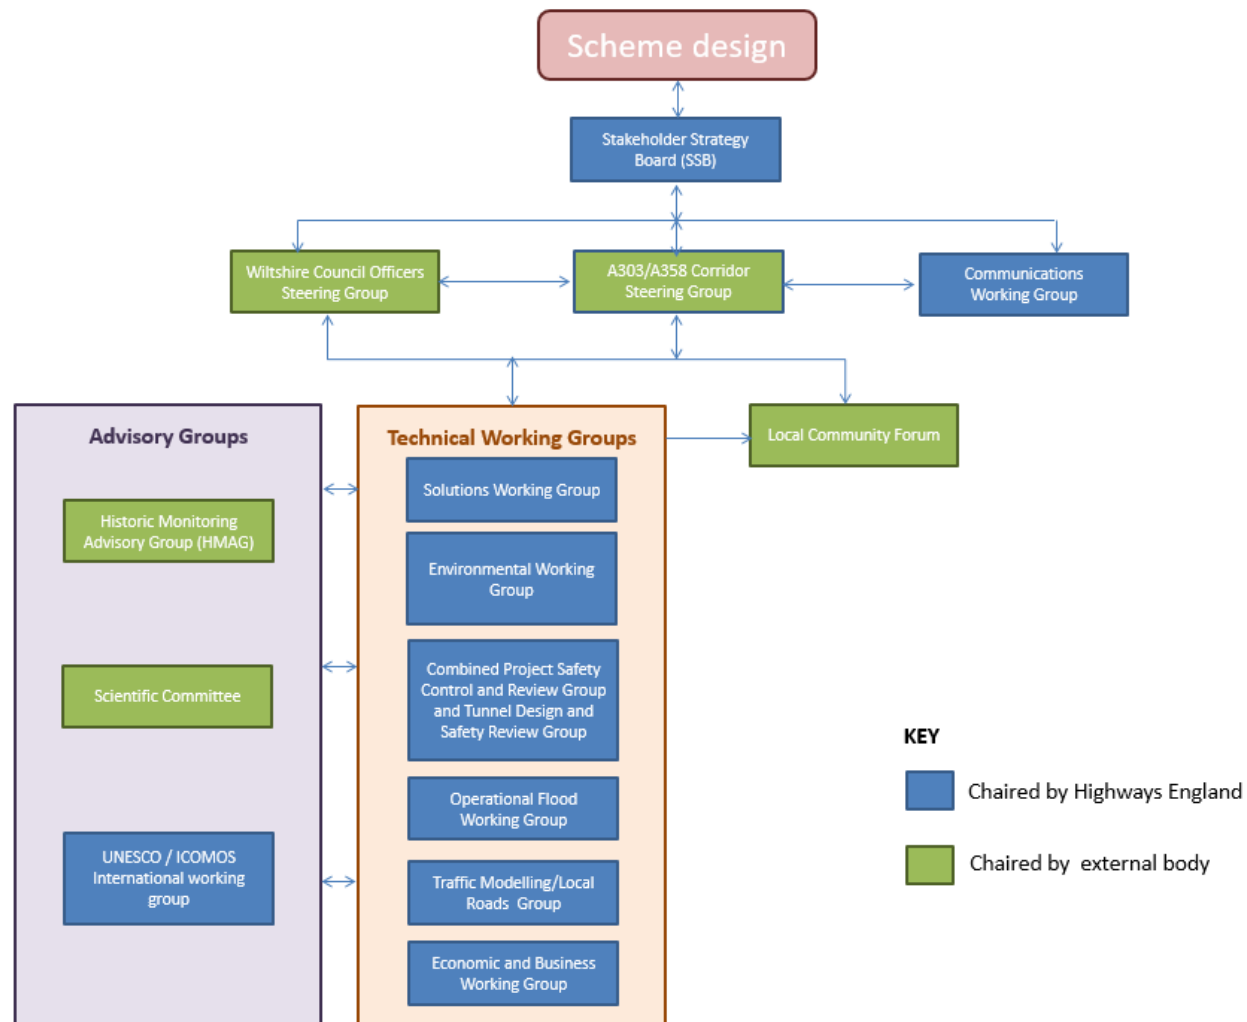 Scheme design
Stakeholder Strategy
Board (SSB)
Wiltshire Council Officers
Steering Group
A303/A358 Corridor
Steering Group
Communications
Working Group
Advisory Groups
Historic Monitoring
Advisory Group (HMAG)
Scientific Committee
UNESCO / ICOMOS
International working
group
Technical Working Groups
Solutions Working Group
Environmental Working
Group
Combined Project Safety
Control and Review Group
and Tunnel Design and
Safety Review Group
Operational Flood
Working Group
Traffic Modelling/Local
Roads Group
Economic and Business
Working Group
Local Community Forum
KEY
Chaired by Highways England
Chaired by external body